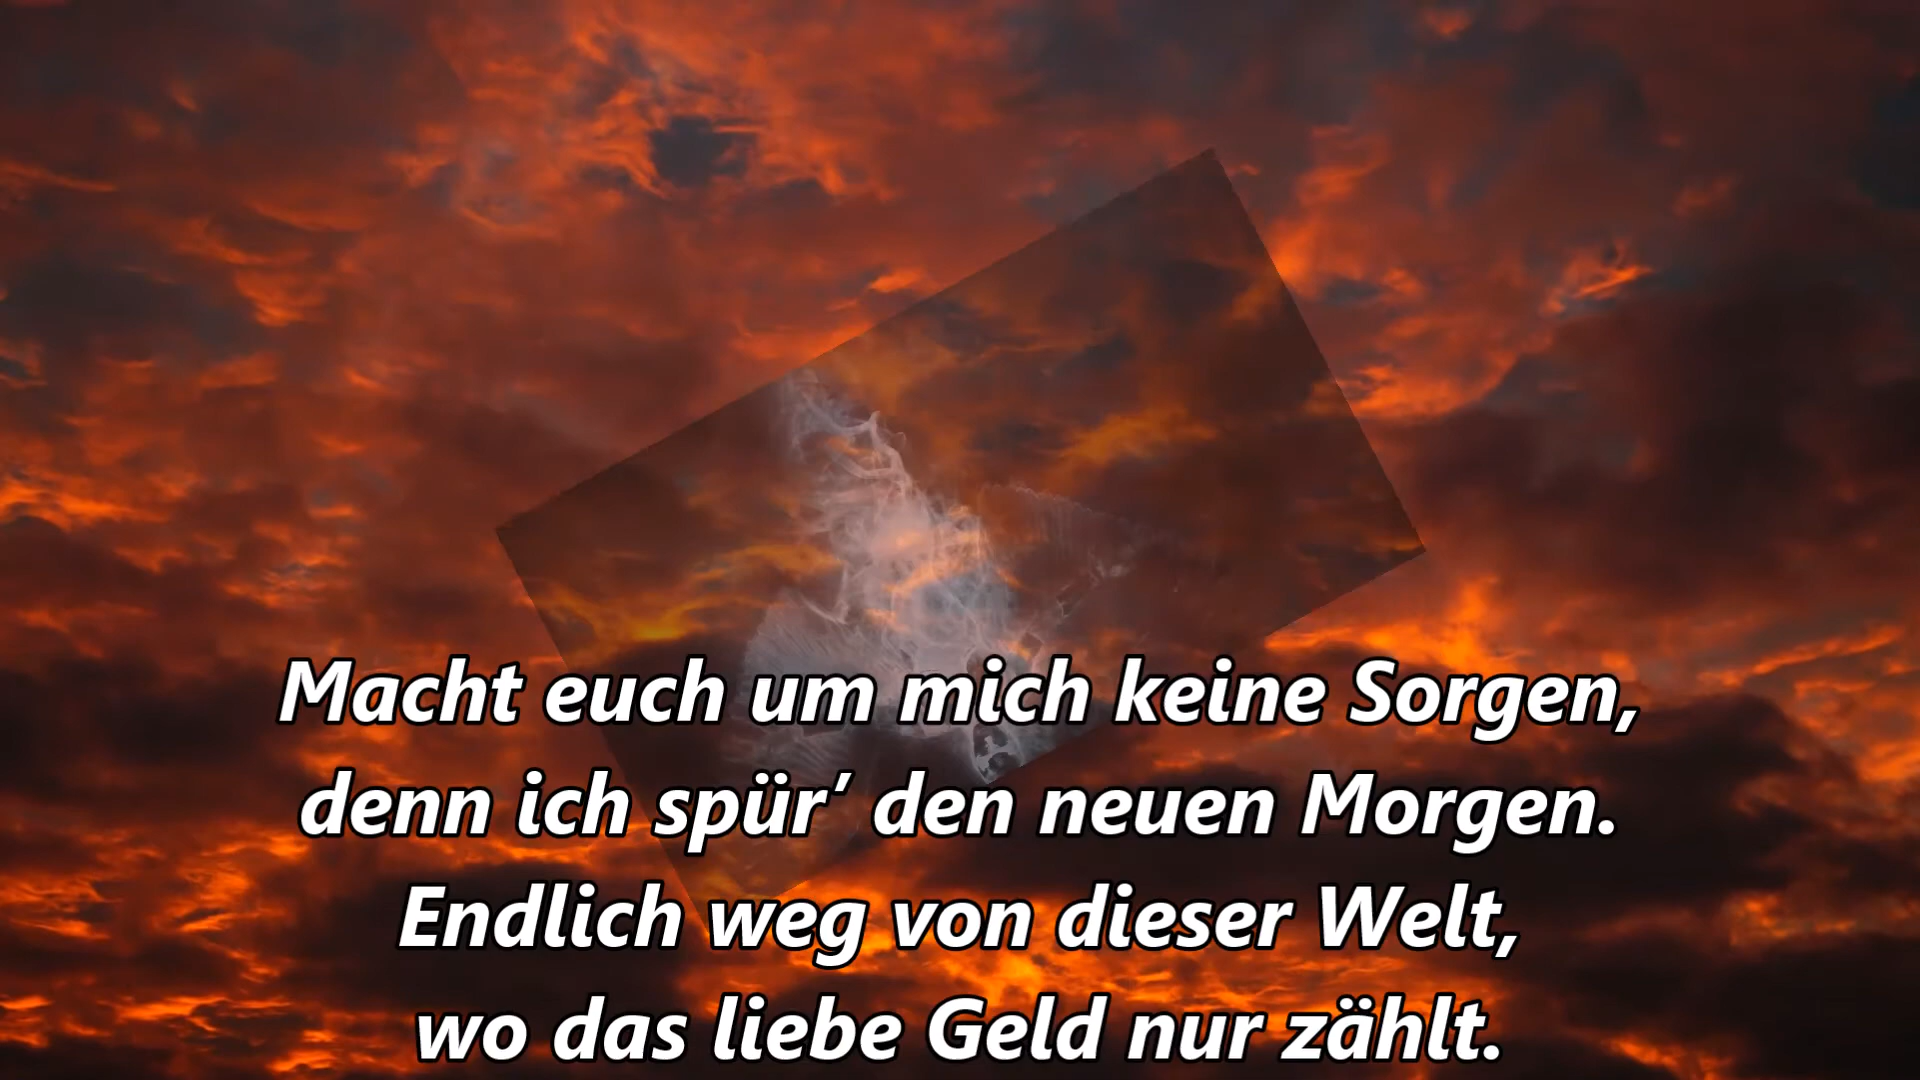 Macht euch um mich keine Sorgen,
denn ich spür’ den neuen Morgen.
Endlich weg von dieser Welt,
wo das liebe Geld nur zählt.